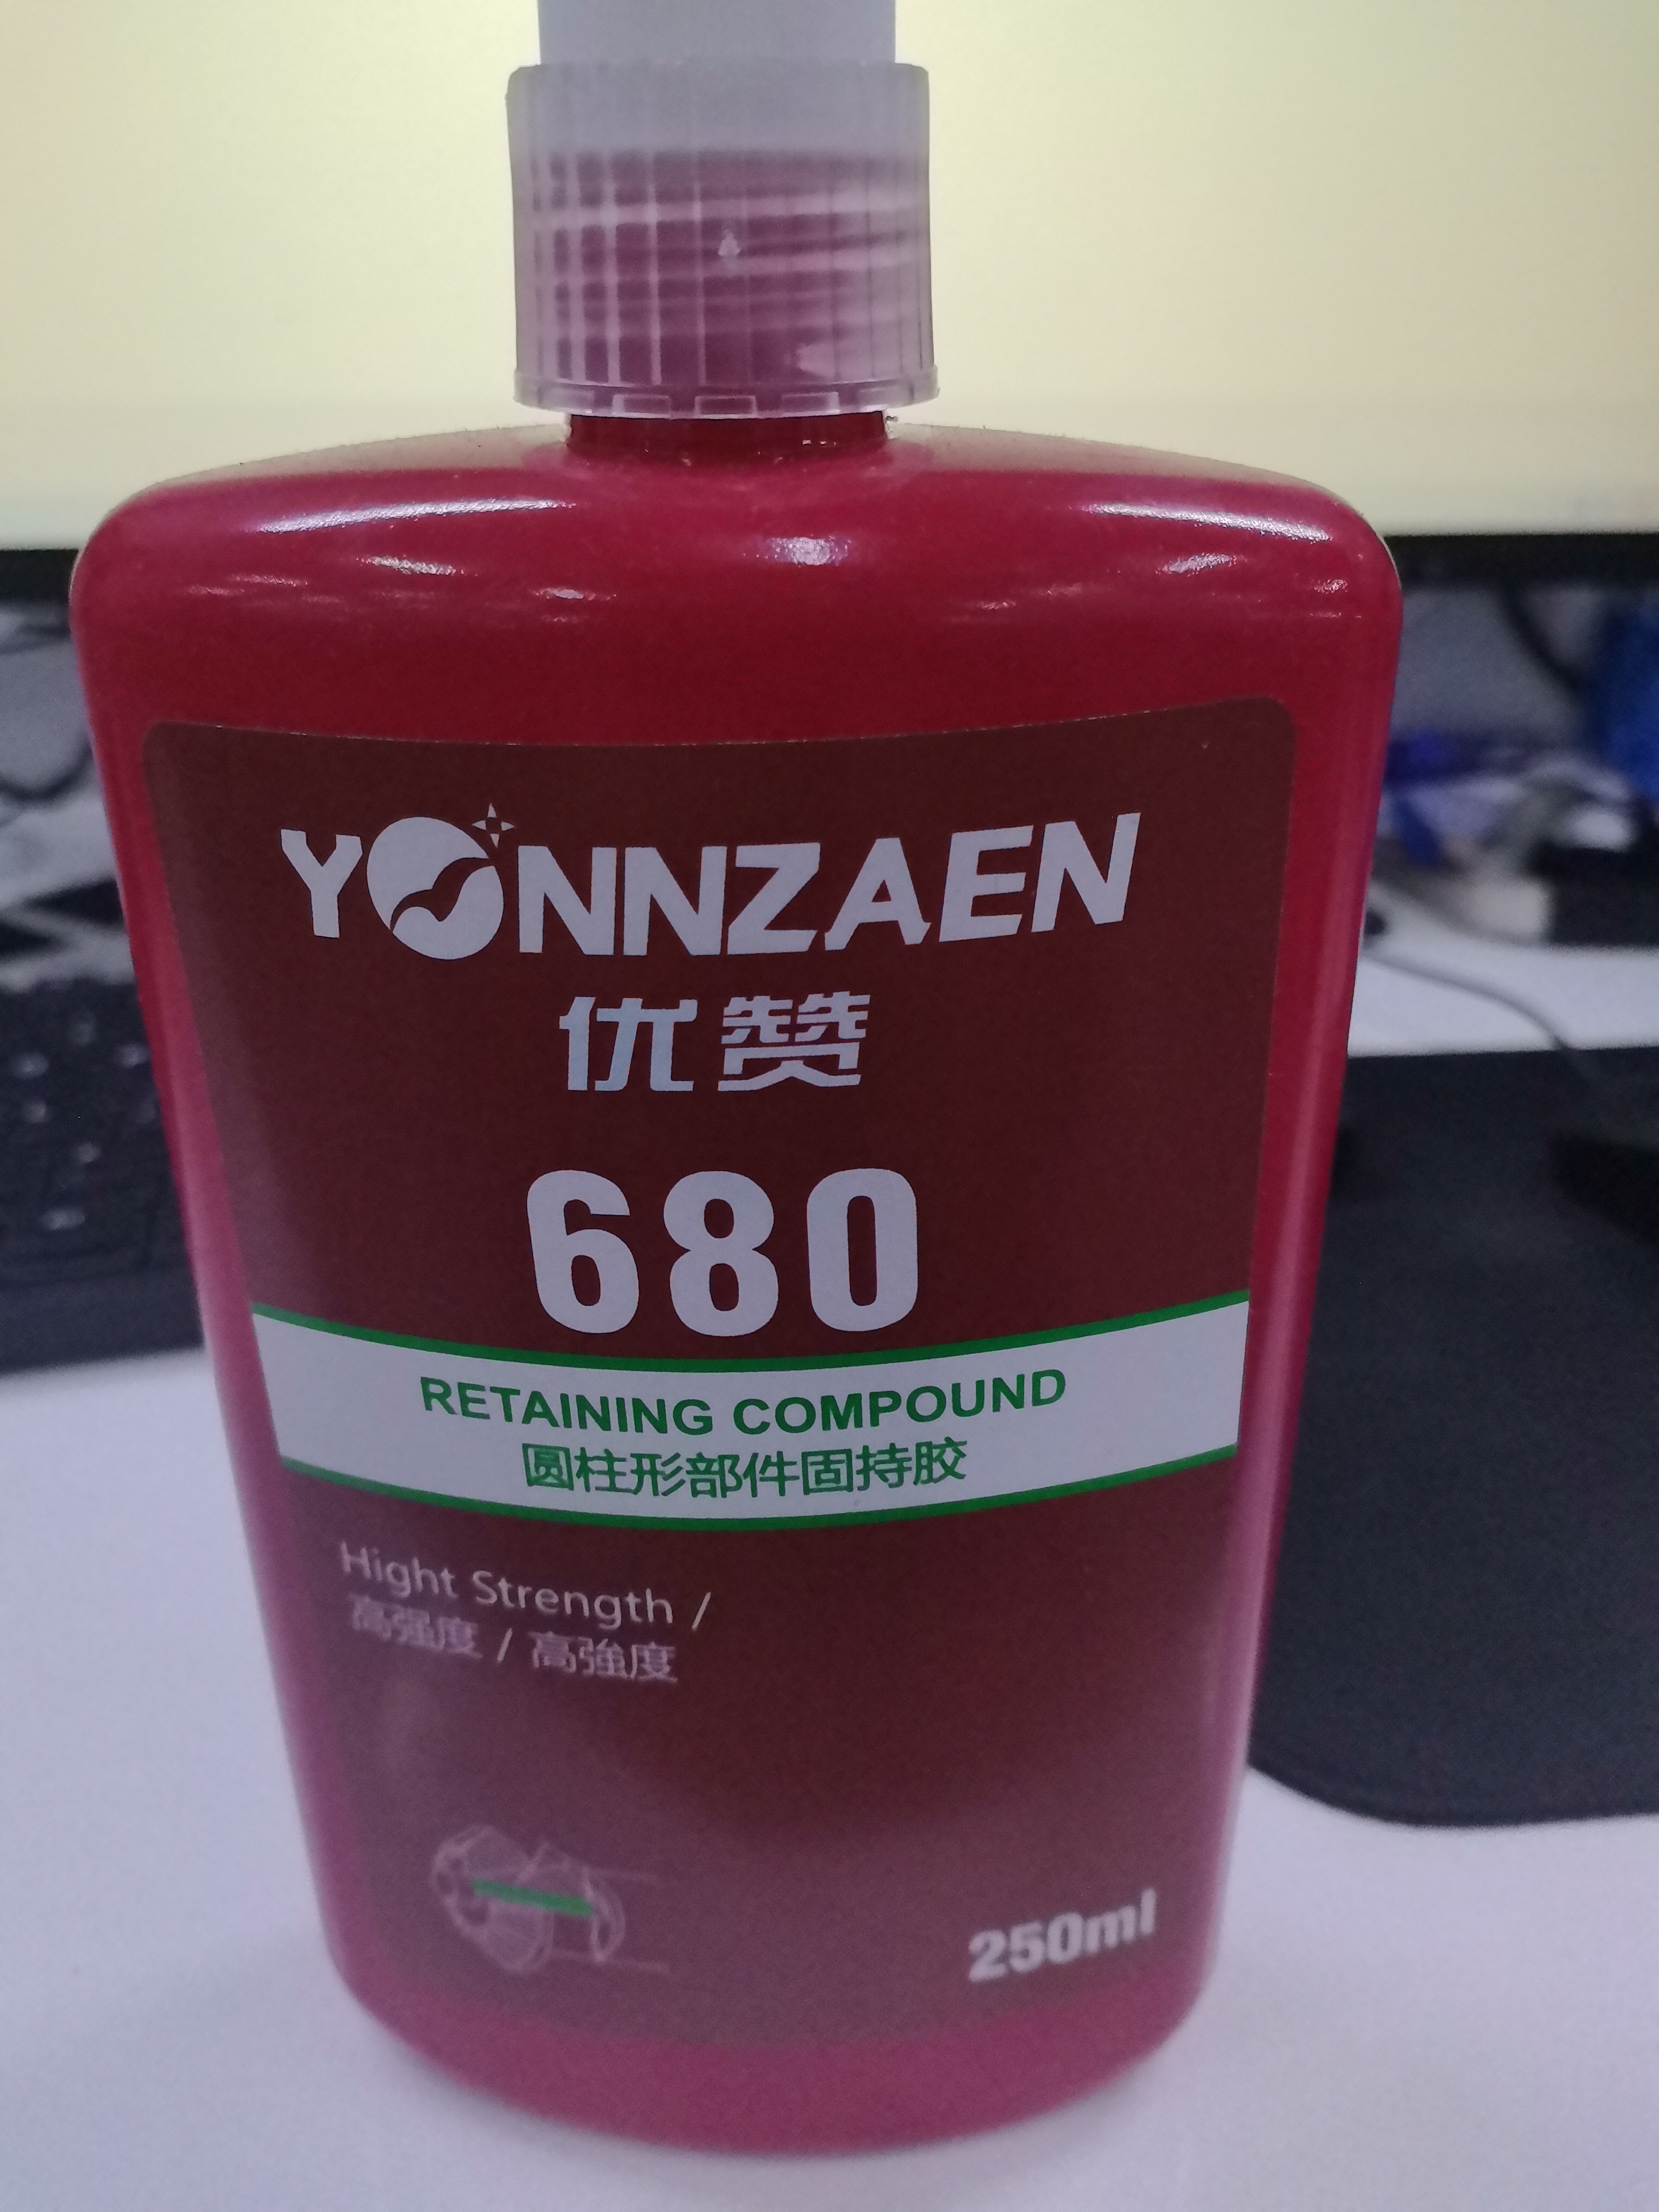 YONNZAEN
优赞
680
RETAINING COMPOUND
圆柱形部件固持胶
Hight Strength /
高强度 / 高強度
250ml